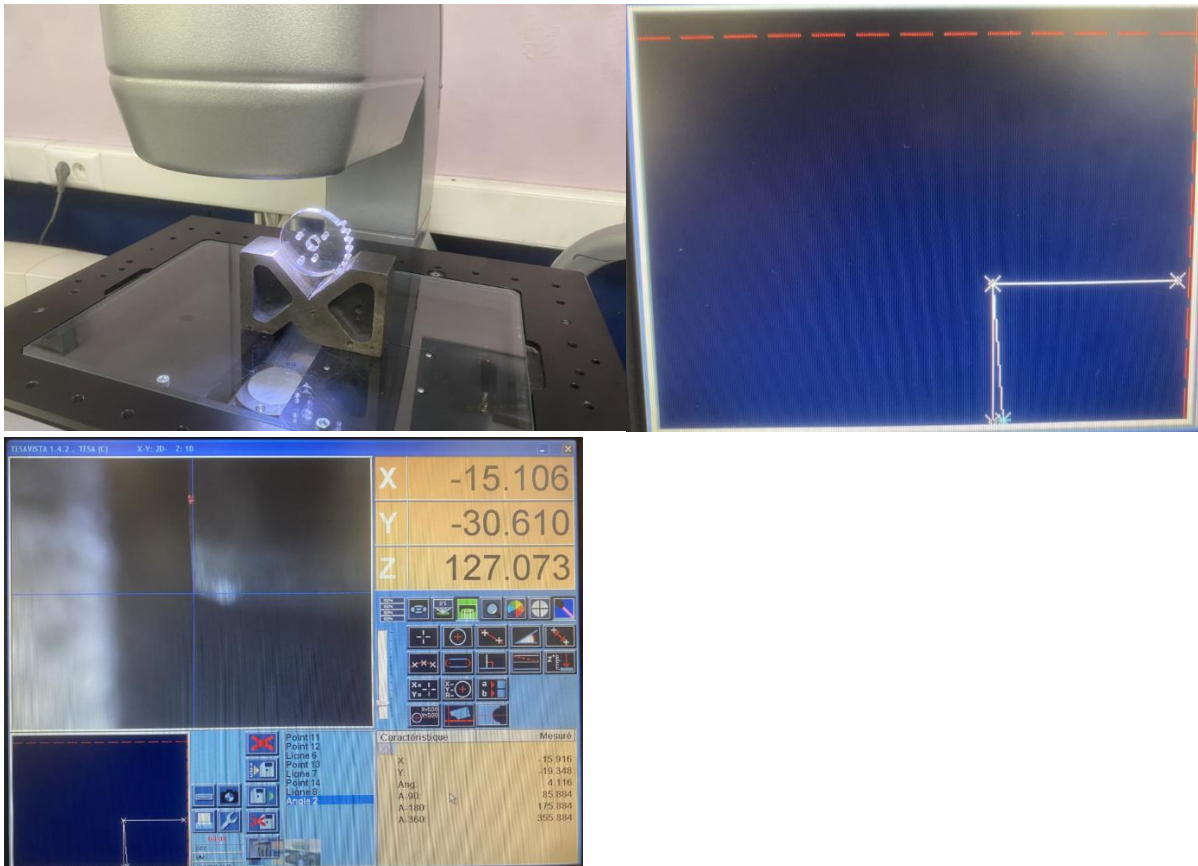 TESAVISTA 1.4.2 , TESA (C) X-Y: 2D- Z: 1D
X -15.106
Y -30.610
Z 127.073
Point 11
Point 12
Ligne 6
Point 13
Ligne 7
Point 14
Ligne 8
Angle 2
Caractéristique Mesuré
X: -15.916
Y: -19.348
Ang: 4.116
A-90: 85.884
A-180: 175.884
A-360: 355.884